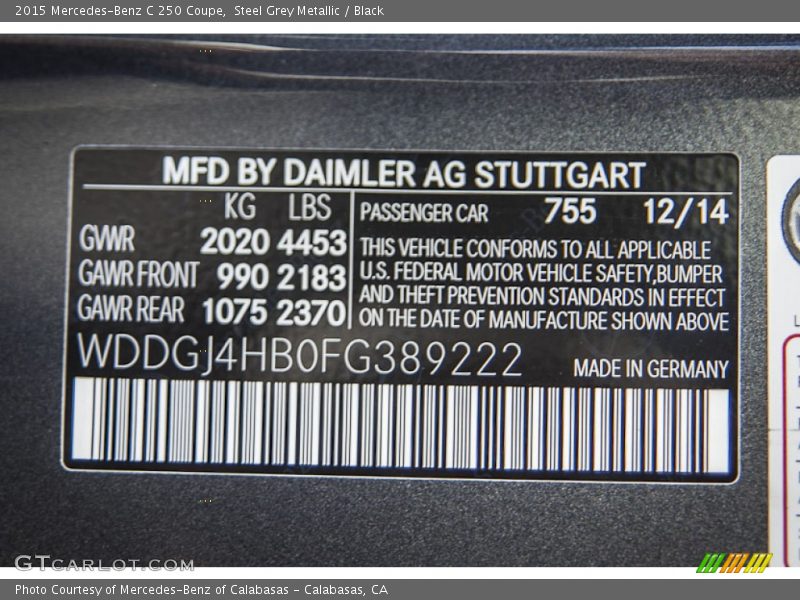 2015 Mercedes-Benz C 250 Coupe, Steel Grey Metallic / Black
MFD BY DAIMLER AG STUTTGART
KG LBS
GWR 2020 4453
GAWR FRONT 990 2183
GAWR REAR 1075 2370
PASSENGER CAR 755 12/14
THIS VEHICLE CONFORMS TO ALL APPLICABLE
U.S. FEDERAL MOTOR VEHICLE SAFETY,BUMPER
AND THEFT PREVENTION STANDARDS IN EFFECT
ON THE DATE OF MANUFACTURE SHOWN ABOVE
WDDGJ4HB0FG389222
MADE IN GERMANY
GTCARLOT.COM
Photo Courtesy of Mercedes-Benz of Calabasas - Calabasas, CA